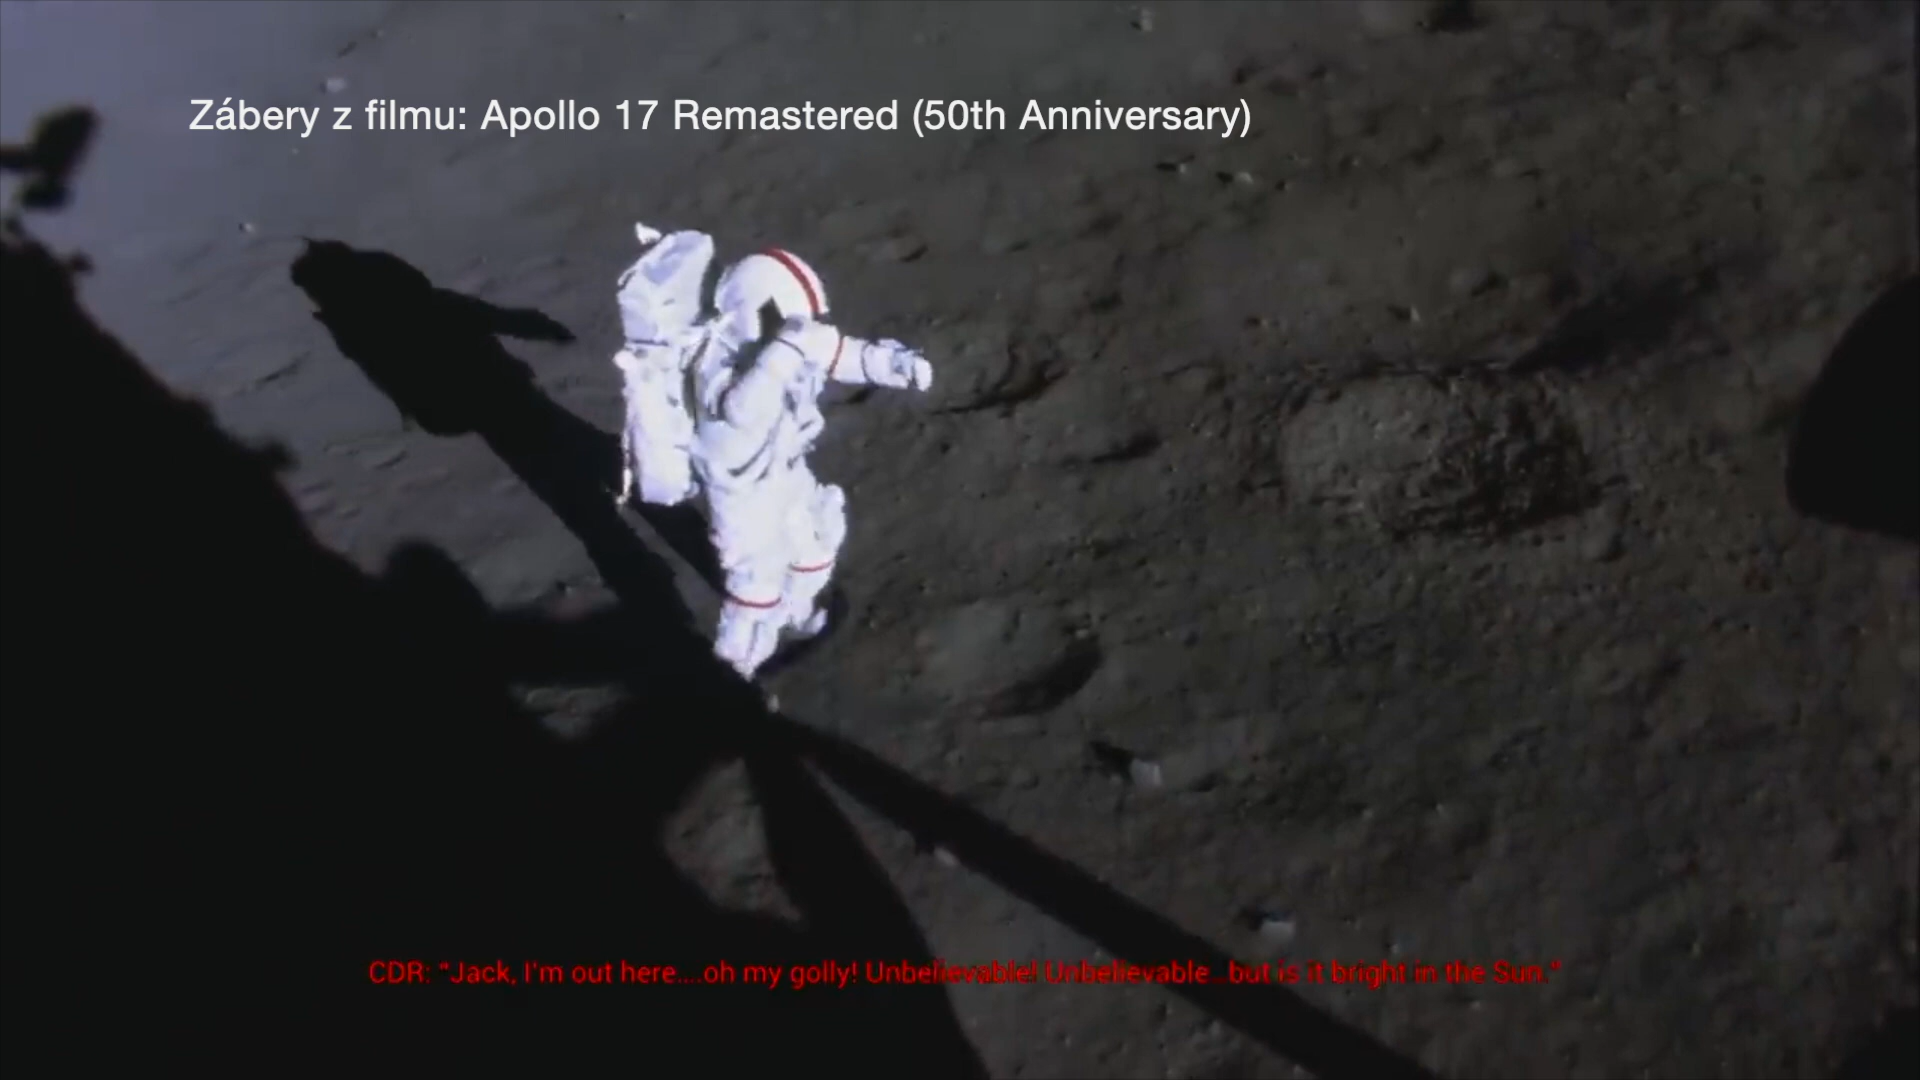 Zábery z filmu: Apollo 17 Remastered (50th Anniversary)
CDR: "Jack, I'm out here....oh my golly! Unbelievable! Unbelievable...but is it bright in the Sun."